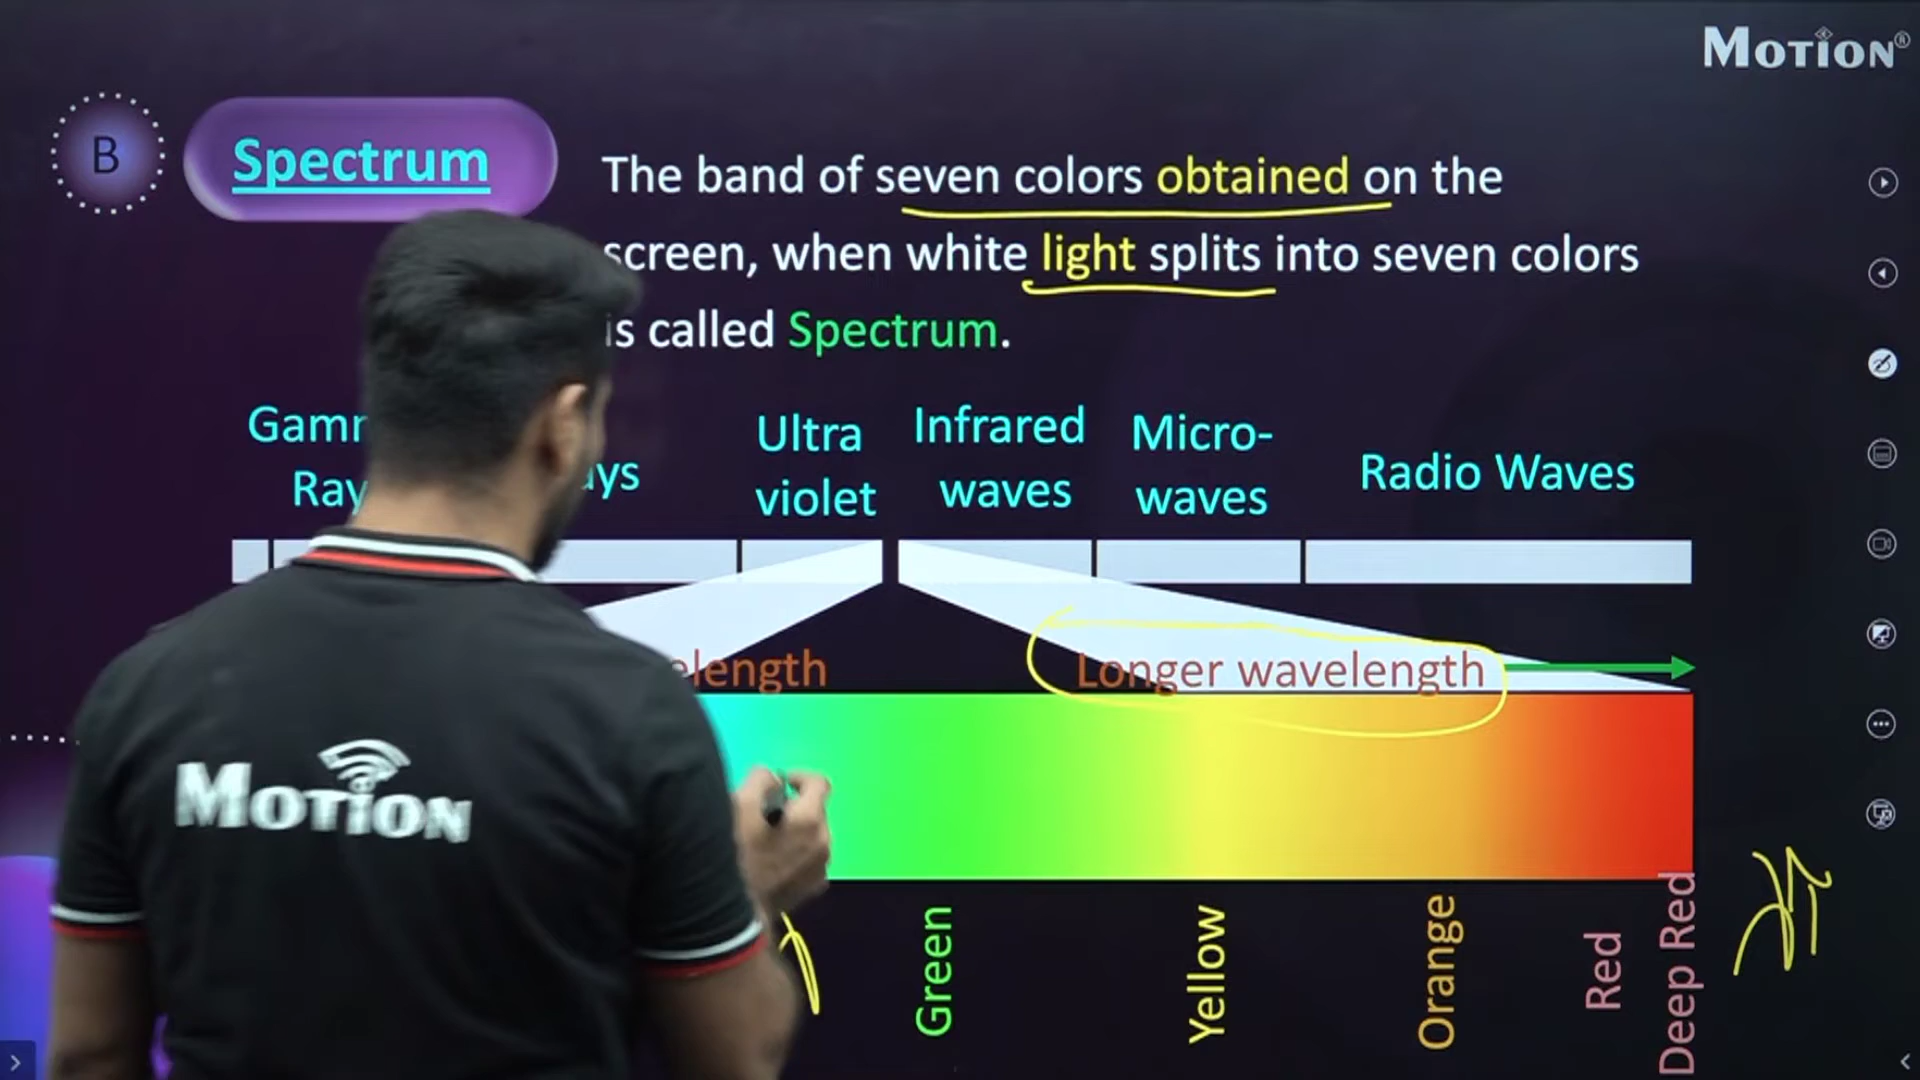 MOTION®
B
Spectrum
The band of seven colors obtained on the
screen, when white light splits into seven colors
is called Spectrum.
Ultra
violet
Infrared
waves
Micro-
waves
Radio Waves
Longer wavelength
Green
Yellow
Orange
Red
Deep Red
MOTION